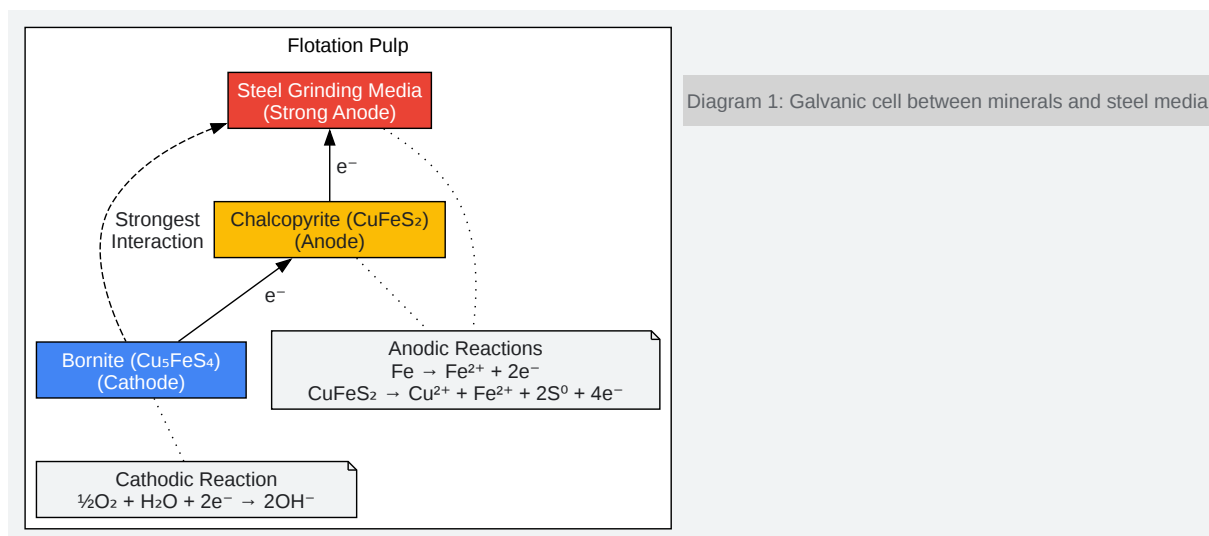 Flotation Pulp
Steel Grinding Media
(Strong Anode)
Diagram 1: Galvanic cell between minerals and steel media
e⁻
Chalcopyrite (CuFeS₂)
(Anode)
Strongest
Interaction
e⁻
Bornite (Cu₅FeS₄)
(Cathode)
Anodic Reactions
Fe → Fe²⁺ + 2e⁻
CuFeS₂ → Cu²⁺ + Fe²⁺ + 2S⁰ + 4e⁻
Cathodic Reaction
½O₂ + H₂O + 2e⁻ → 2OH⁻